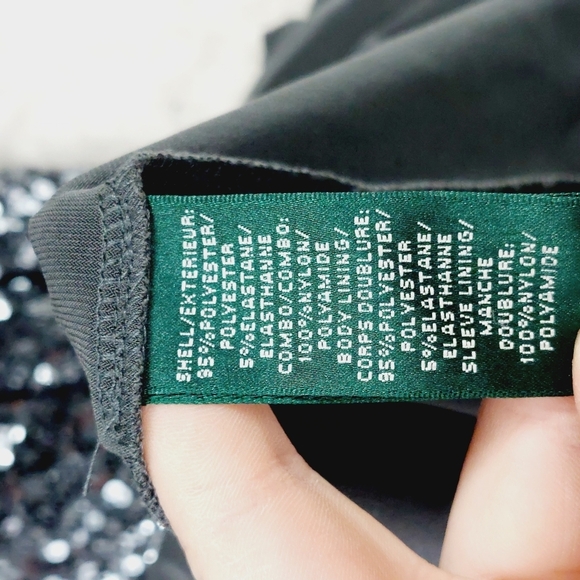 SHELL/EXTERIEUR:
95%POLYESTER/
POLYESTER
5%ELASTANE/
ELASTHANNE
COMBO/COMBO:
100%NYLON/
POLYAMIDE
BODY LINING/
CORPS DOUBLURE:
95%POLYESTER/
POLYESTER
5%ELASTANE/
ELASTHANNE
SLEEVE LINING/
MANCHE
DOUBLURE:
100%NYLON/
POLYAMIDE